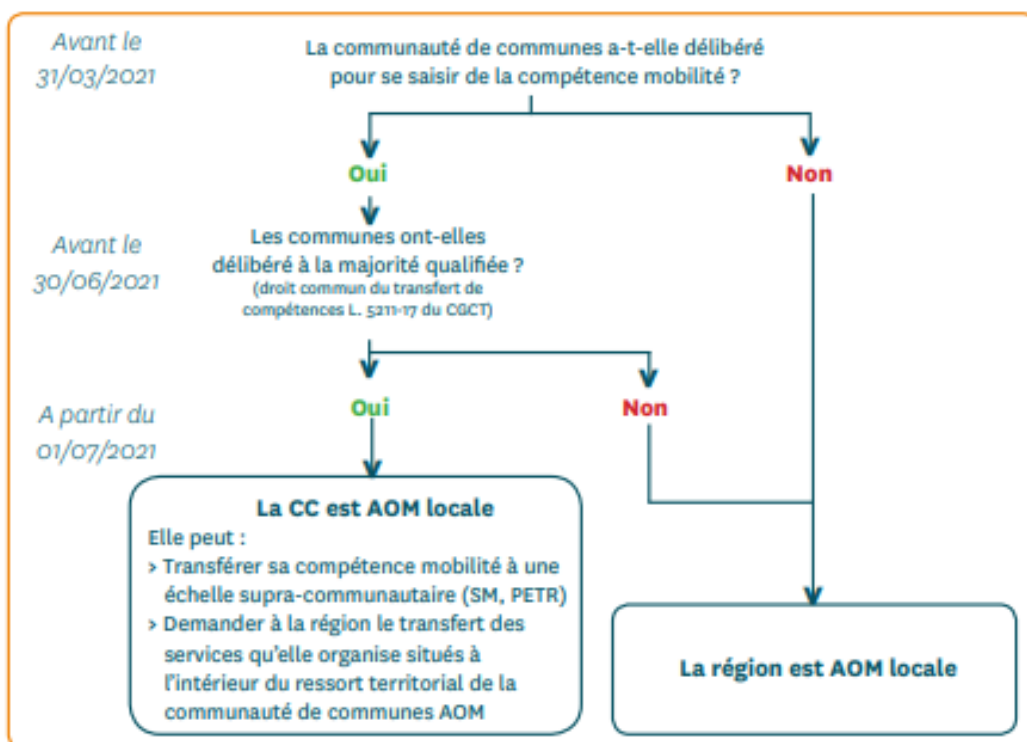 Avant le
31/03/2021
La communauté de communes a-t-elle délibéré
pour se saisir de la compétence mobilité ?
Oui
Non
Avant le
30/06/2021
Les communes ont-elles
délibéré à la majorité qualifiée ?
(droit commun du transfert de
compétences L. 5211-17 du CGCT)
A partir du
01/07/2021
Oui
Non
La CC est AOM locale
Elle peut :
> Transférer sa compétence mobilité à une
échelle supra-communautaire (SM, PETR)
> Demander à la région le transfert des
services qu'elle organise situés à
l'intérieur du ressort territorial de la
communauté de communes AOM
La région est AOM locale